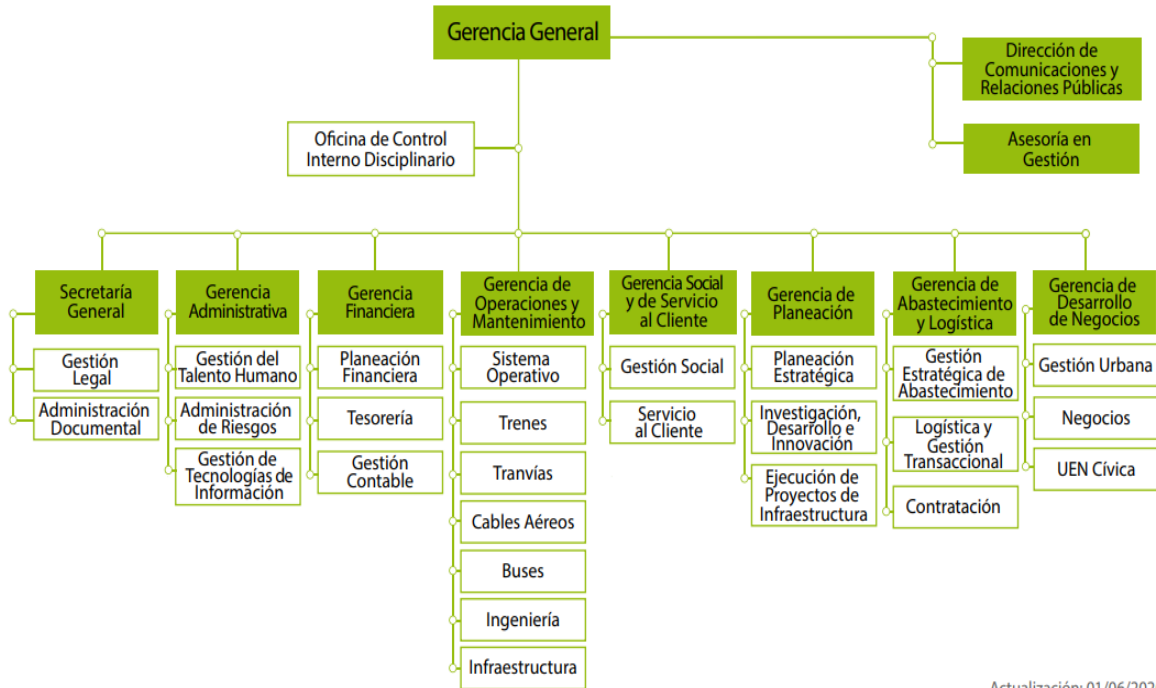 Gerencia General
Dirección de
Comunicaciones y
Relaciones Públicas
Oficina de Control
Interno Disciplinario
Asesoría en
Gestión
Secretaría
General
Gestión
Legal
Administración
Documental
Gerencia
Administrativa
Gestión del
Talento Humano
Administración
de Riesgos
Gestión de
Tecnologías de
Información
Gerencia
Financiera
Planeación
Financiera
Tesorería
Gestión
Contable
Gerencia de
Operaciones y
Mantenimiento
Sistema
Operativo
Trenes
Tranvías
Cables Aéreos
Buses
Ingeniería
Infraestructura
Gerencia Social
y de Servicio
al Cliente
Gestión Social
Servicio
al Cliente
Gerencia de
Planeación
Planeación
Estratégica
Investigación,
Desarrollo e
Innovación
Ejecución de
Proyectos de
Infraestructura
Gerencia de
Abastecimiento
y Logística
Gestión
Estratégica de
Abastecimiento
Logística y
Gestión
Transaccional
Contratación
Gerencia de
Desarrollo
de Negocios
Gestión Urbana
Negocios
UEN Cívica
Actualización: